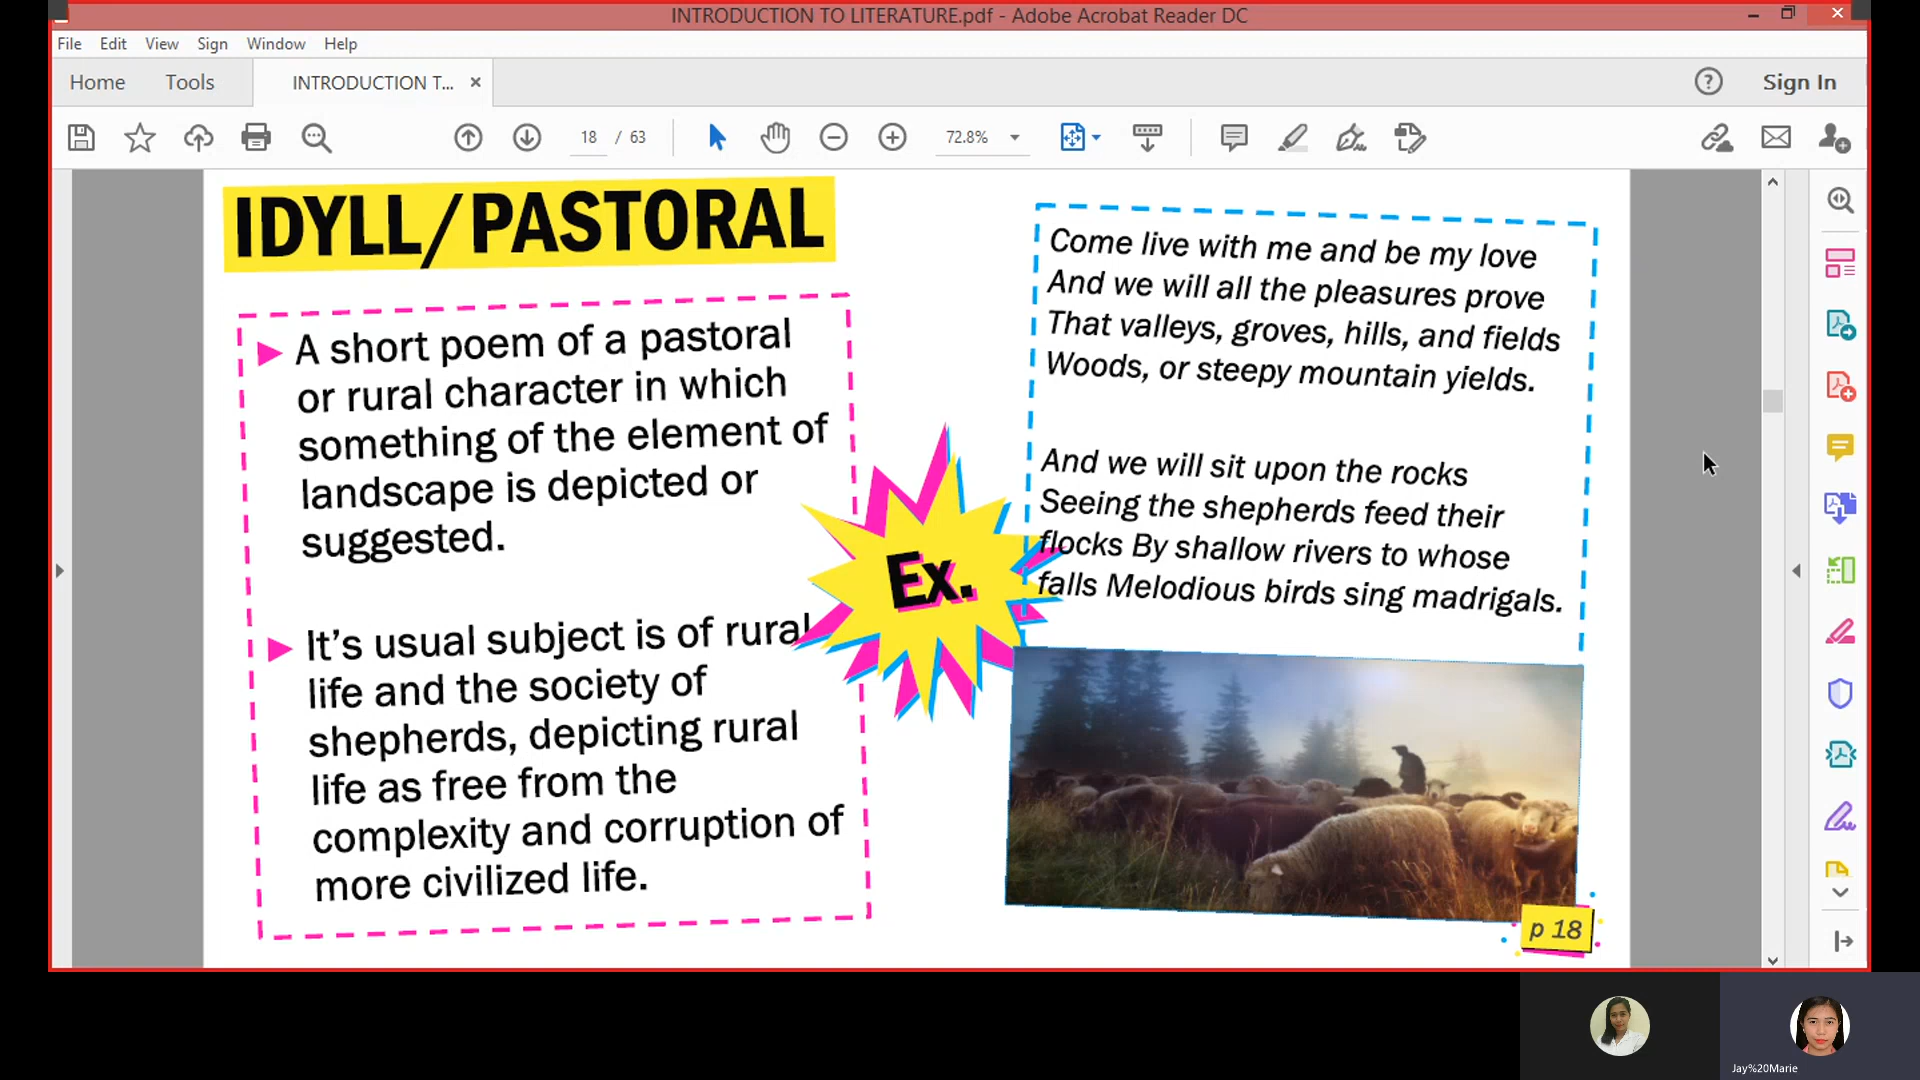 INTRODUCTION TO LITERATURE.pdf - Adobe Acrobat Reader DC
File Edit View Sign Window Help
Home Tools INTRODUCTION T... × Sign In
18 / 63 72.8%
IDYLL/PASTORAL
A short poem of a pastoral
or rural character in which
something of the element of
landscape is depicted or
suggested.
It's usual subject is of rural
life and the society of
shepherds, depicting rural
life as free from the
complexity and corruption of
more civilized life.
Ex.
Come live with me and be my love
And we will all the pleasures prove
That valleys, groves, hills, and fields
Woods, or steepy mountain yields.
And we will sit upon the rocks
Seeing the shepherds feed their
flocks By shallow rivers to whose
falls Melodious birds sing madrigals.
p 18
Jay%20Marie